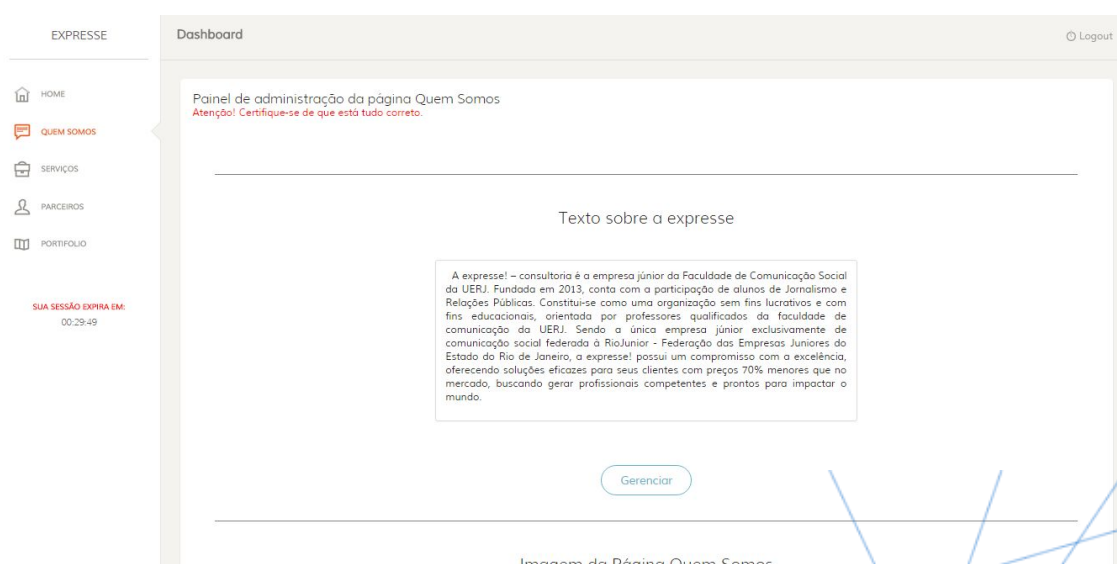 EXPRESSE
Dashboard
Logout
HOME
QUEM SOMOS
SERVIÇOS
PARCEIROS
PORTIFOLIO
SUA SESSÃO EXPIRA EM:
00:29:49
Painel de administração da página Quem Somos
Atenção! Certifique-se de que está tudo correto.
Texto sobre a expresse
A expresse! – consultoria é a empresa júnior da Faculdade de Comunicação Social
da UERJ. Fundada em 2013, conta com a participação de alunos de Jornalismo e
Relações Públicas. Constitui-se como uma organização sem fins lucrativos e com
fins educacionais, orientada por professores qualificados da faculdade de
comunicação da UERJ. Sendo a única empresa júnior exclusivamente de
comunicação social federada à RioJunior - Federação das Empresas Juniores do
Estado do Rio de Janeiro, a expresse! possui um compromisso com a excelência,
oferecendo soluções eficazes para seus clientes com preços 70% menores que no
mercado, buscando gerar profissionais competentes e prontos para impactar o
mundo.
Gerenciar
Imagem da Página Quem Somos